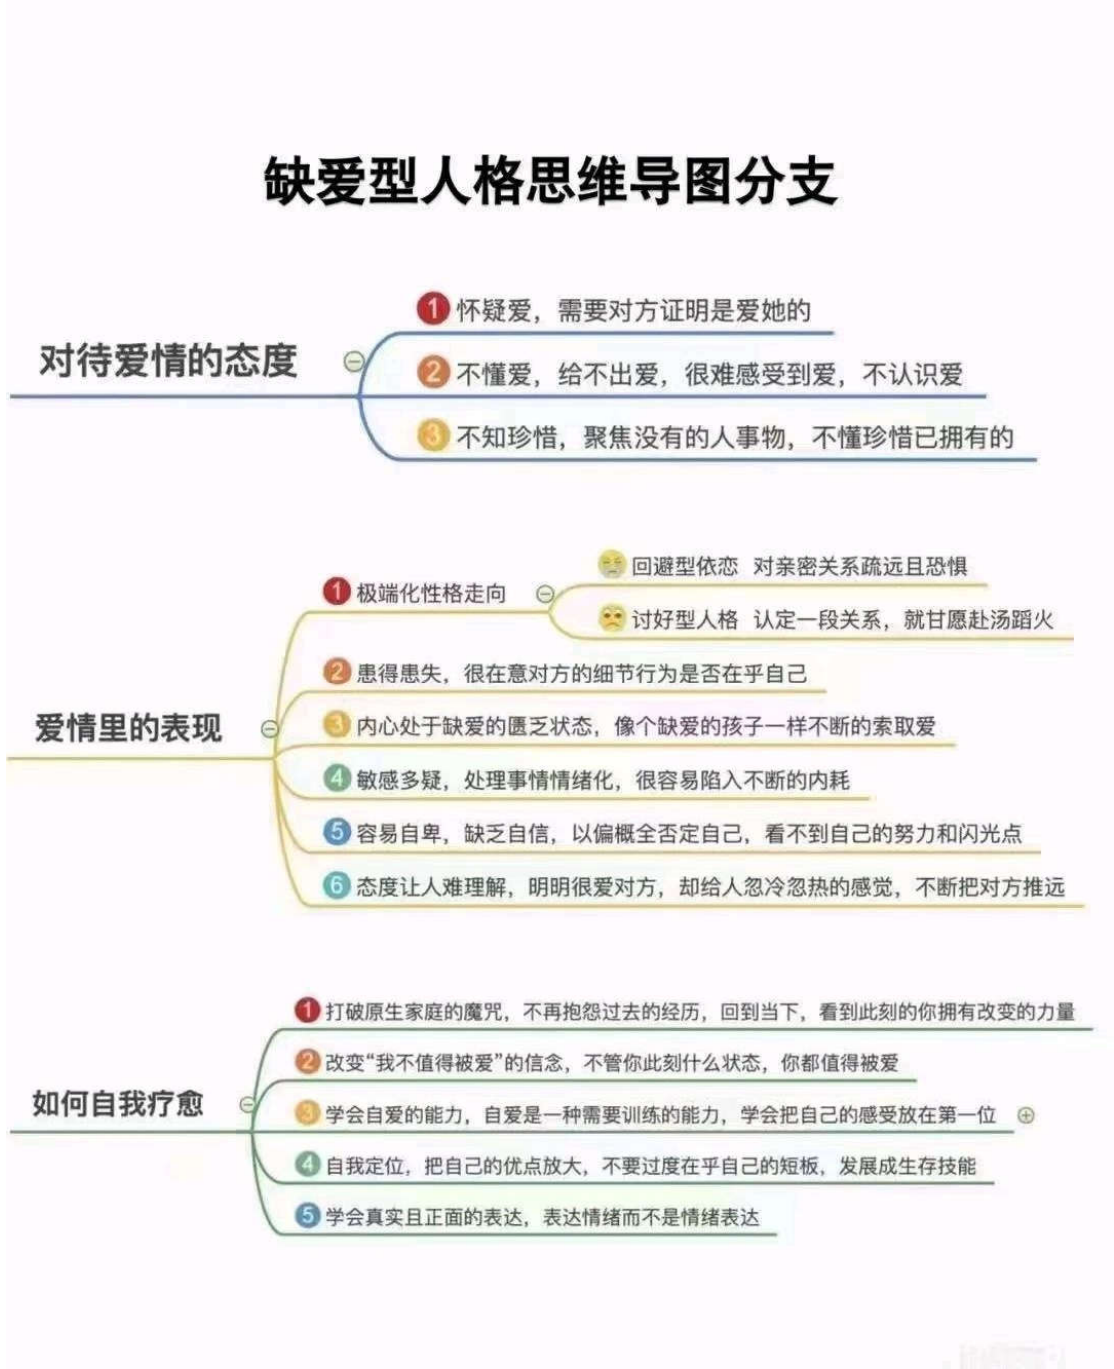 缺爱型人格思维导图分支
对待爱情的态度
1 怀疑爱，需要对方证明是爱她的
2 不懂爱，给不出爱，很难感受到爱，不认识爱
3 不知珍惜，聚焦没有的人事物，不懂珍惜已拥有的
爱情里的表现
1 极端化性格走向
回避型依恋 对亲密关系疏远且恐惧
讨好型人格 认定一段关系，就甘愿赴汤蹈火
2 患得患失，很在意对方的细节行为是否在乎自己
3 内心处于缺爱的匮乏状态，像个缺爱的孩子一样不断的索取爱
4 敏感多疑，处理事情情绪化，很容易陷入不断的内耗
5 容易自卑，缺乏自信，以偏概全否定自己，看不到自己的努力和闪光点
6 态度让人难理解，明明很爱对方，却给人忽冷忽热的感觉，不断把对方推远
如何自我疗愈
1 打破原生家庭的魔咒，不再抱怨过去的经历，回到当下，看到此刻的你拥有改变的力量
2 改变“我不值得被爱”的信念，不管你此刻什么状态，你都值得被爱
3 学会自爱的能力，自爱是一种需要训练的能力，学会把自己的感受放在第一位
4 自我定位，把自己的优点放大，不要过度在乎自己的短板，发展成生存技能
5 学会真实且正面的表达，表达情绪而不是情绪表达